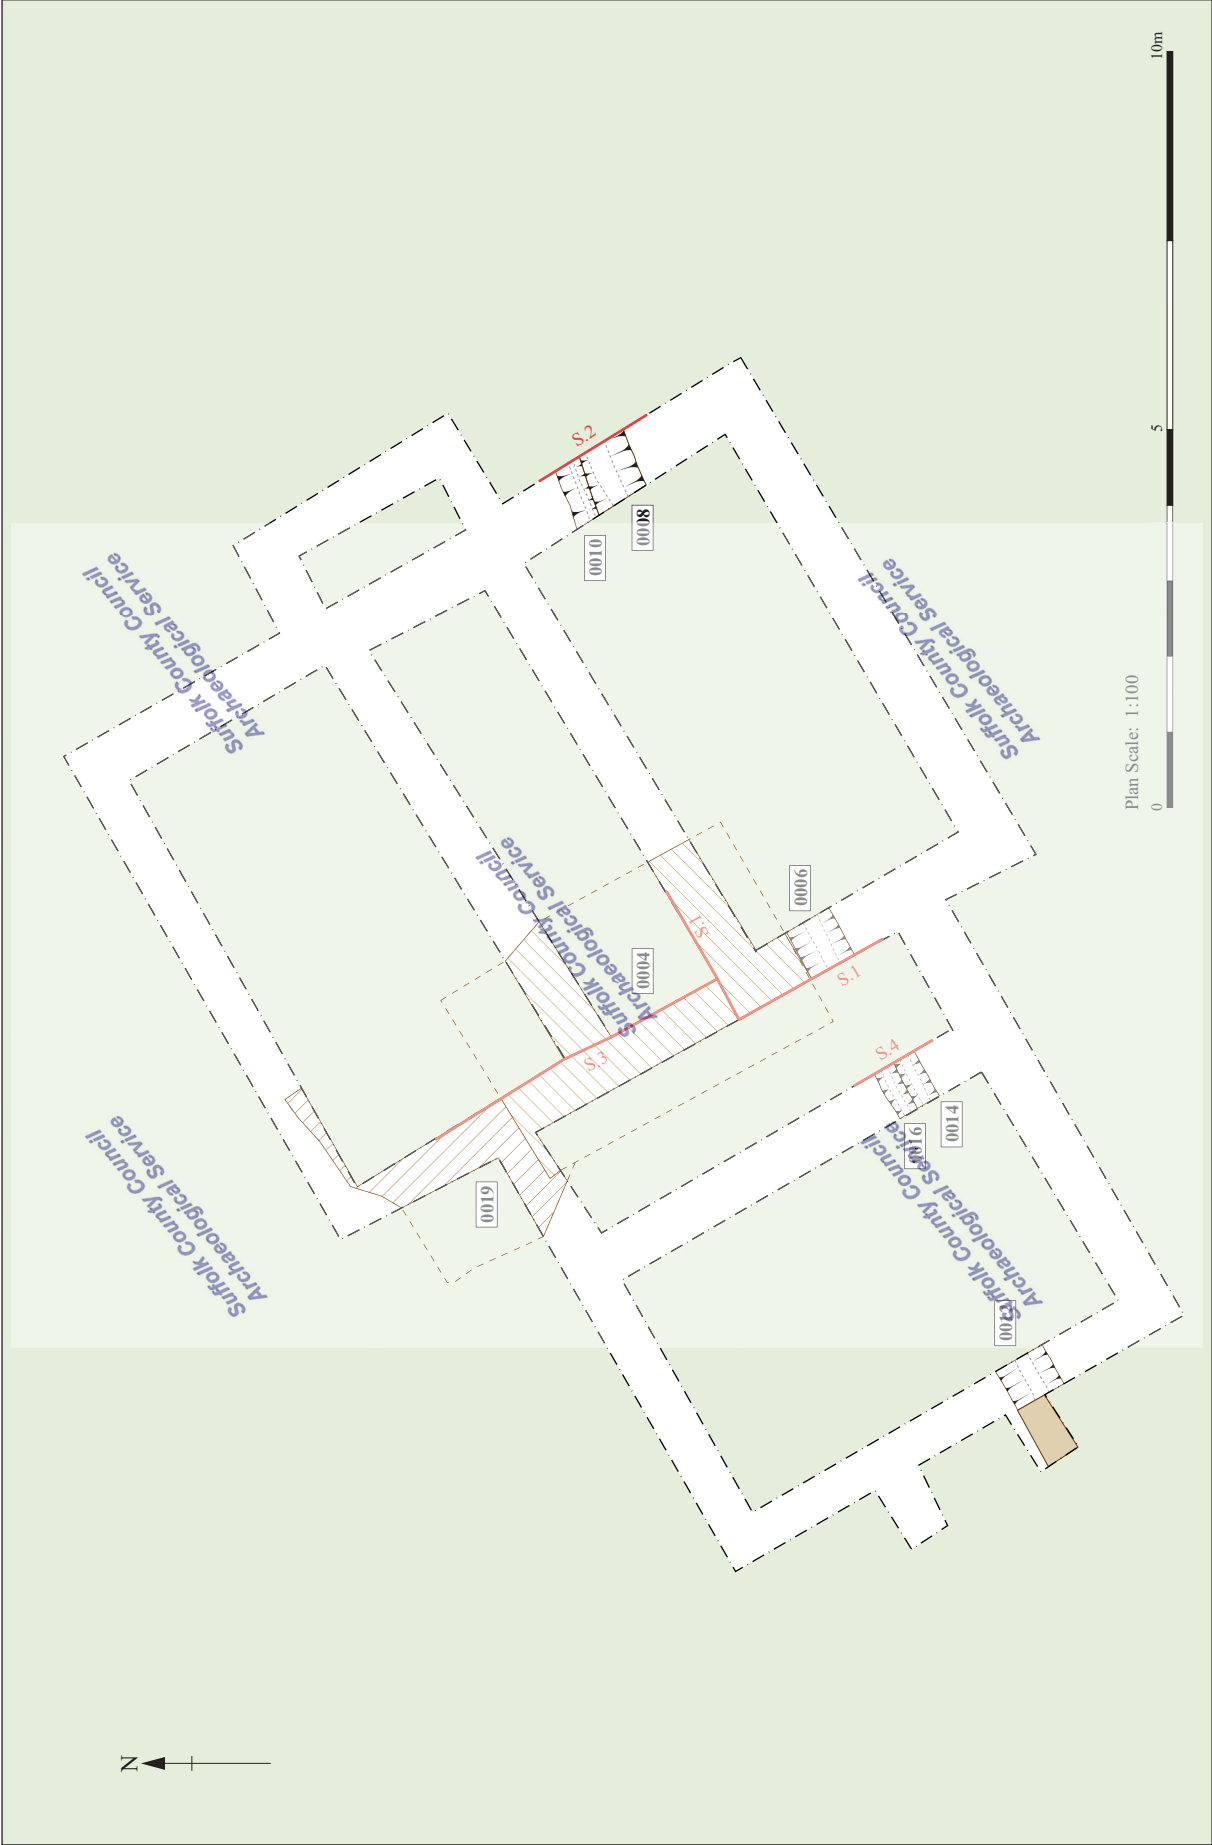 10m
S.2
0008
0010
5
Suffolk County Council
Archaeological Service
Suffolk County Council
Archaeological Service
Plan Scale: 1:100
0
Suffolk County Council
Archaeological Service
0006
S.1
0004
S.1
S.3
S.4
0014
0016
Suffolk County Council
Archaeological Service
Suffolk County Council
Archaeological Service
0019
N